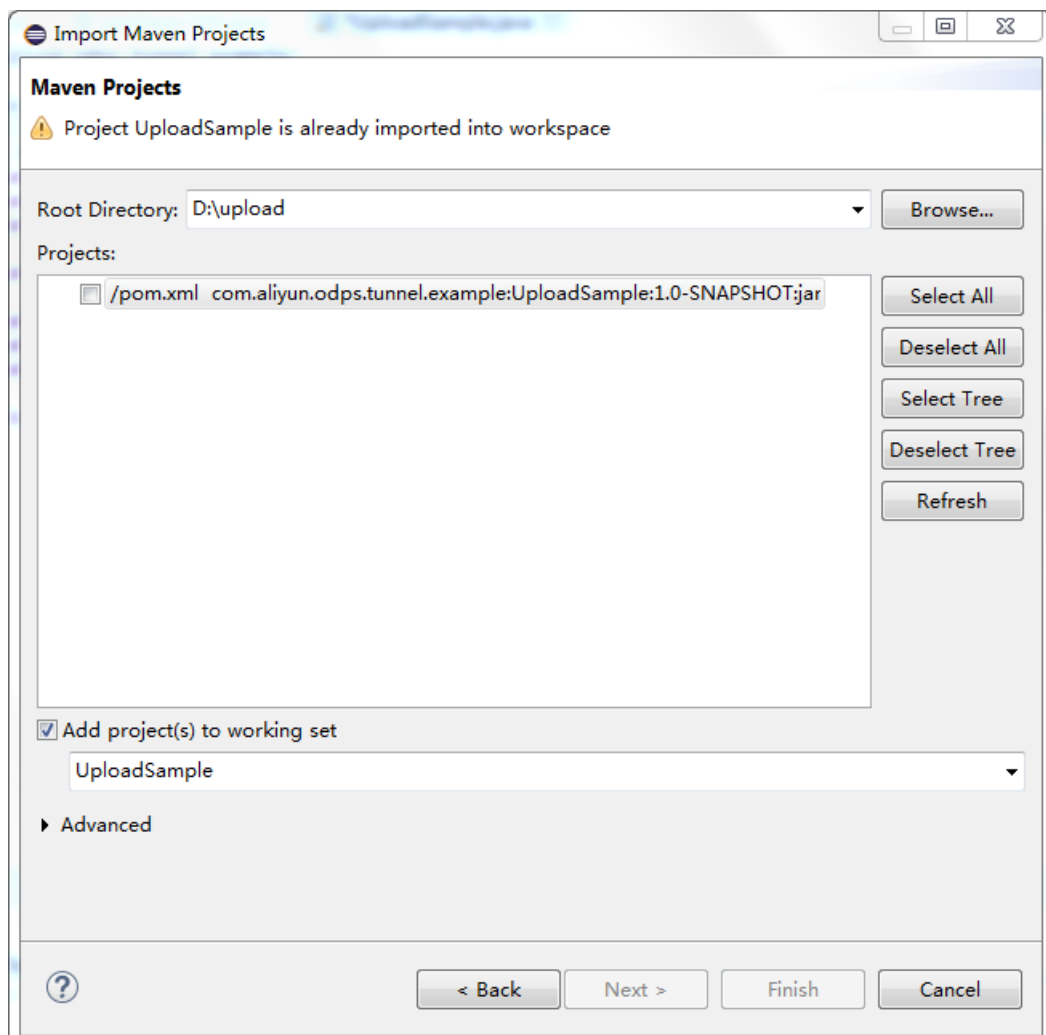 *UploadSample.java
Import Maven Projects
Maven Projects
Project UploadSample is already imported into workspace
Root Directory: D:\upload Browse...
Projects:
/pom.xml com.aliyun.odps.tunnel.example:UploadSample:1.0-SNAPSHOT:jar
Select All
Deselect All
Select Tree
Deselect Tree
Refresh
Add project(s) to working set
UploadSample
Advanced
? < Back Next > Finish Cancel